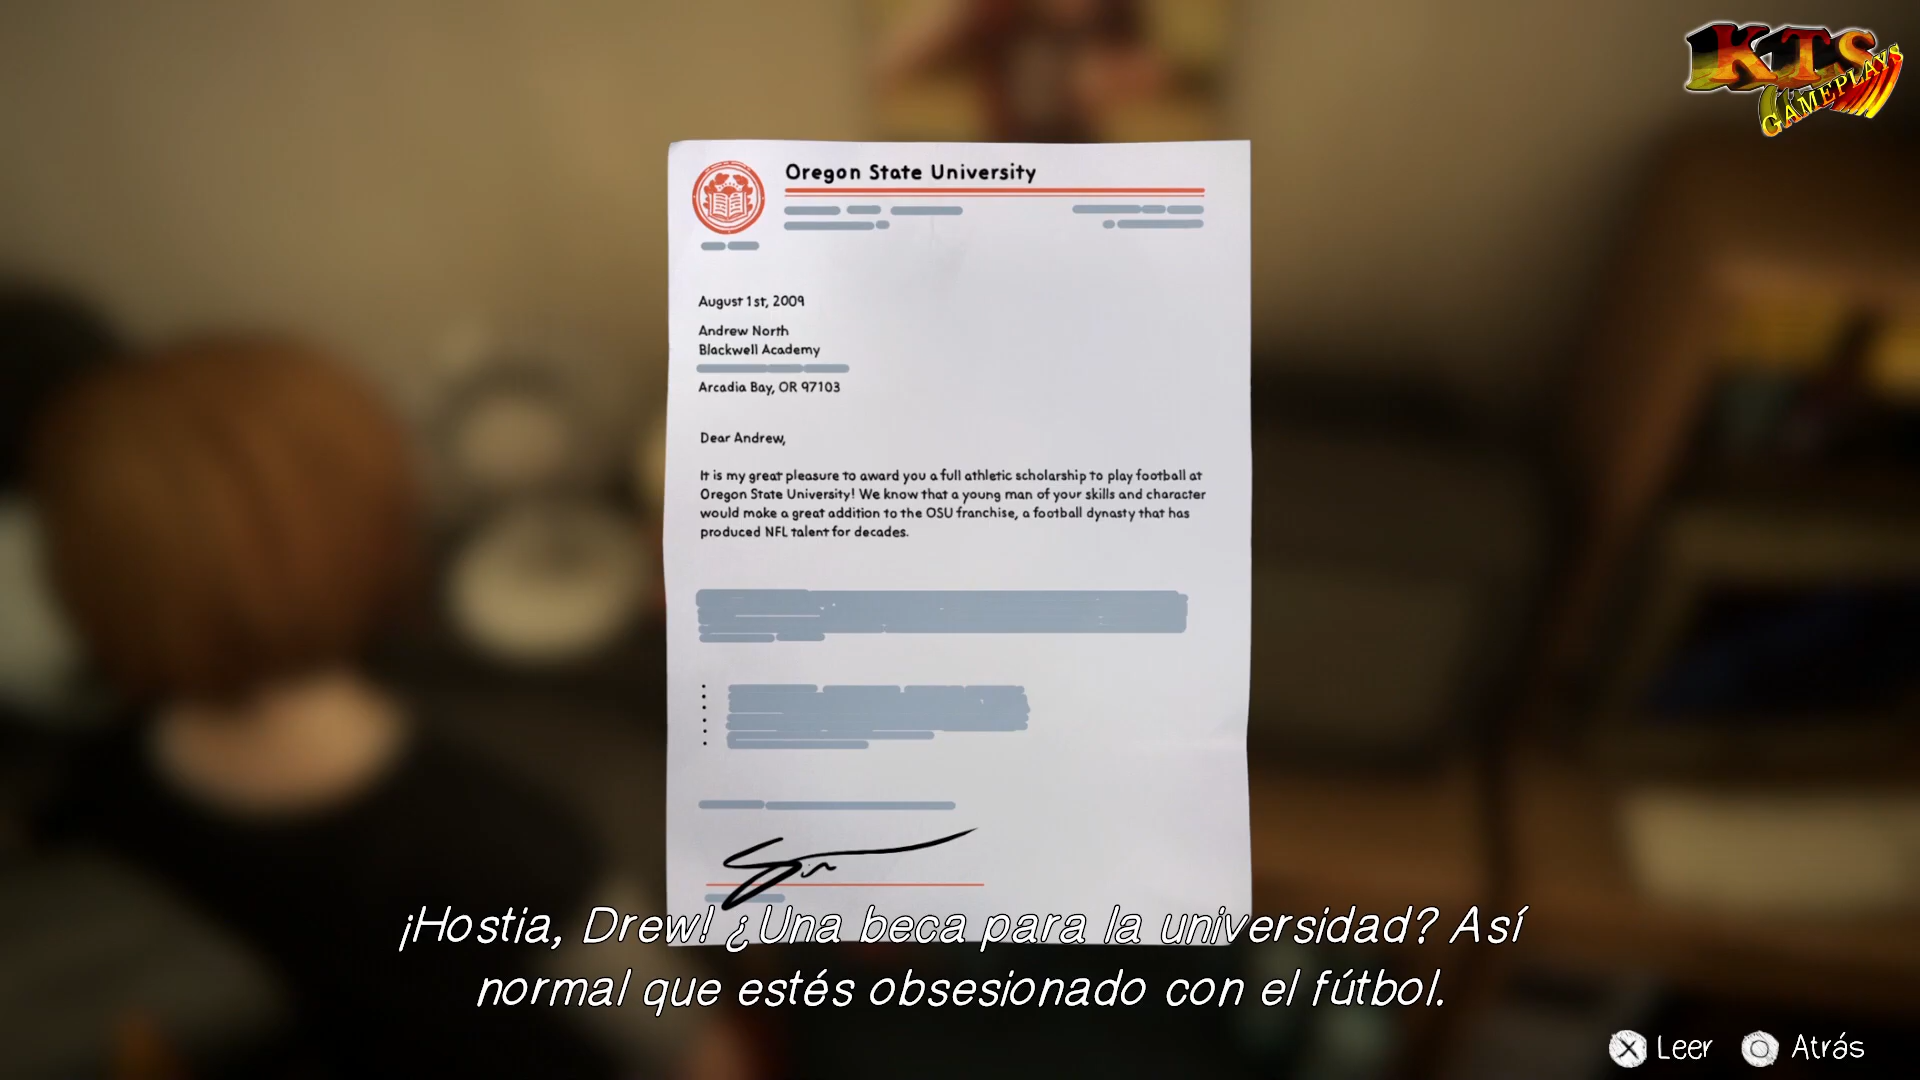 KTS
GAMEPLAYS
Oregon State University
August 1st, 2009
Andrew North
Blackwell Academy
Arcadia Bay, OR 97103
Dear Andrew,
It is my great pleasure to award you a full athletic scholarship to play football at
Oregon State University! We know that a young man of your skills and character
would make a great addition to the OSU franchise, a football dynasty that has
produced NFL talent for decades.
¡Hostia, Drew! ¿Una beca para la universidad? Así
normal que estés obsesionado con el fútbol.
Leer
Atrás